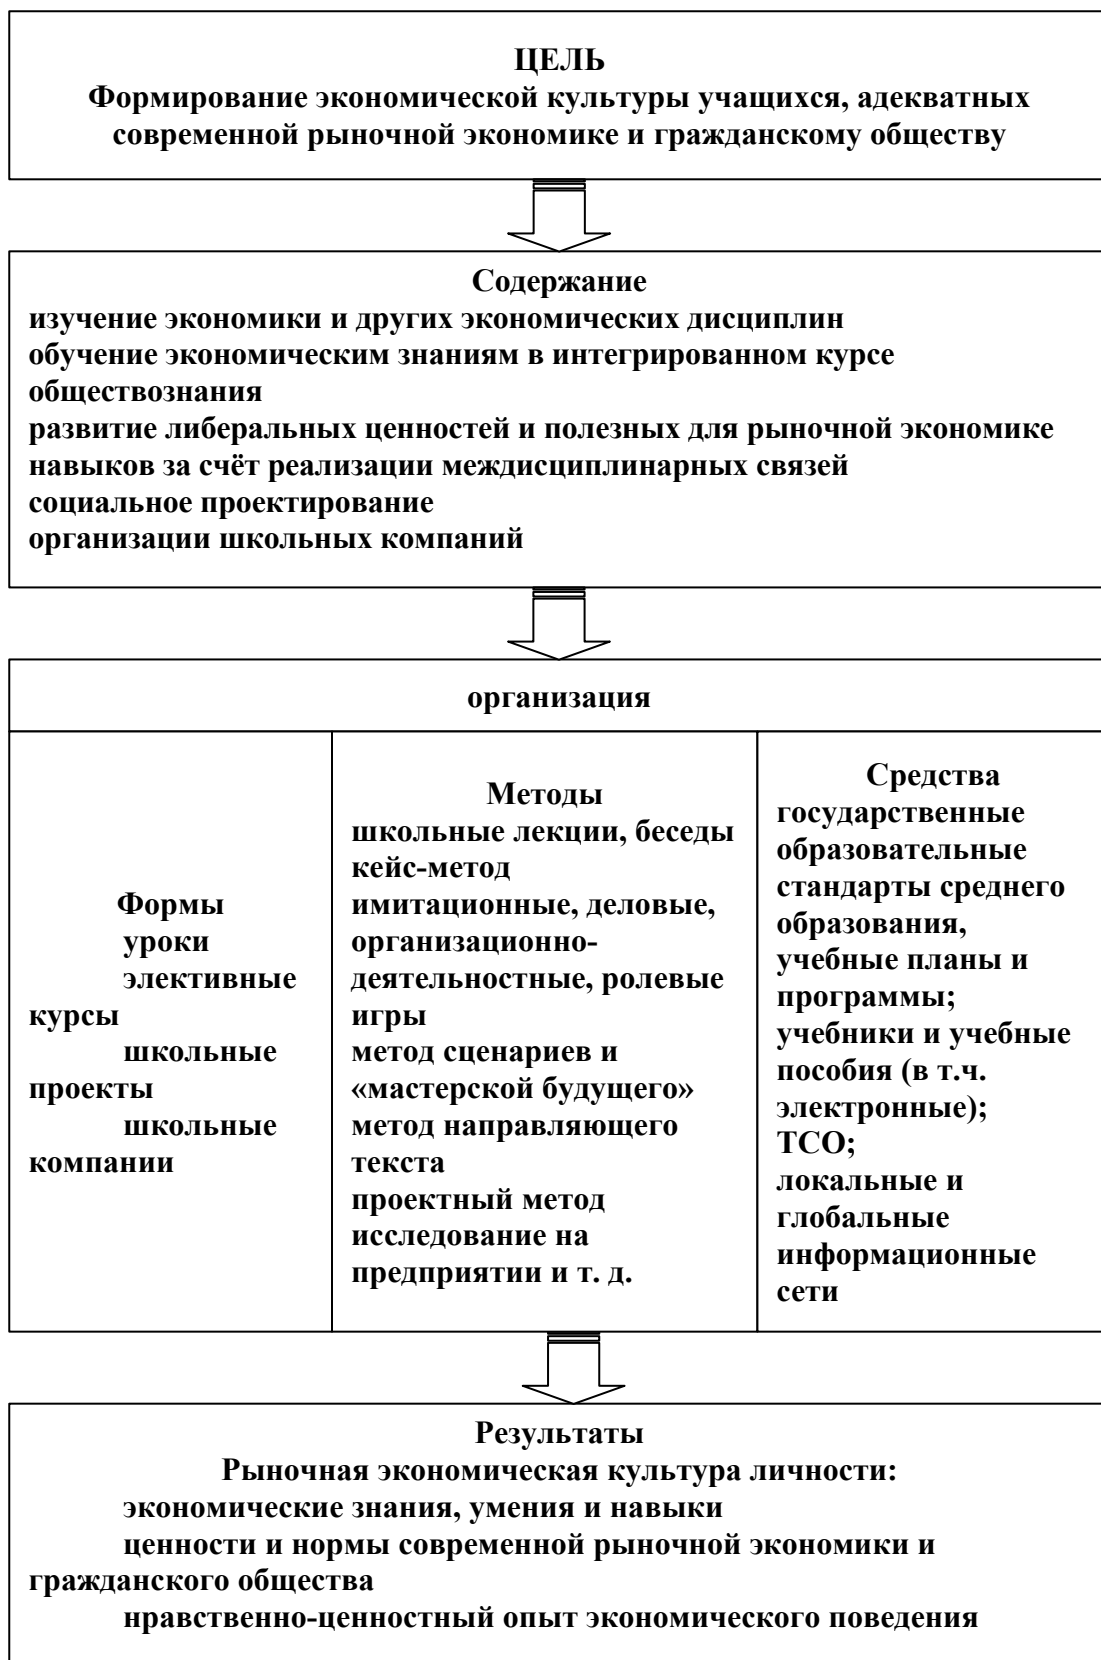 ЦЕЛЬ
Формирование экономической культуры учащихся, адекватных
современной рыночной экономике и гражданскому обществу
Содержание
изучение экономики и других экономических дисциплин
обучение экономическим знаниям в интегрированном курсе
обществознания
развитие либеральных ценностей и полезных для рыночной экономике
навыков за счёт реализации междисциплинарных связей
социальное проектирование
организации школьных компаний
организация
Формы
уроки
элективные
курсы
школьные
проекты
школьные
компании
Методы
школьные лекции, беседы
кейс-метод
имитационные, деловые,
организационно-
деятельностные, ролевые
игры
метод сценариев и
«мастерской будущего»
метод направляющего
текста
проектный метод
исследование на
предприятии и т. д.
Средства
государственные
образовательные
стандарты среднего
образования,
учебные планы и
программы;
учебники и учебные
пособия (в т.ч.
электронные);
ТСО;
локальные и
глобальные
информационные
сети
Результаты
Рыночная экономическая культура личности:
экономические знания, умения и навыки
ценности и нормы современной рыночной экономики и
гражданского общества
нравственно-ценностный опыт экономического поведения